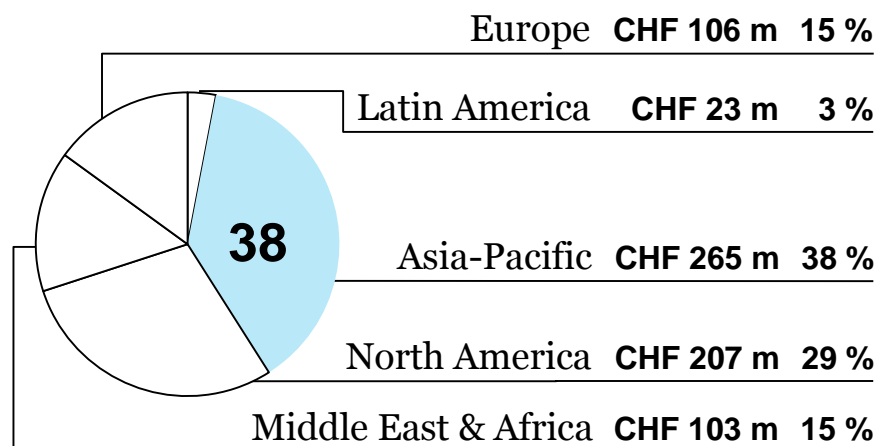 Europe CHF 106 m 15 %
Latin America CHF 23 m 3 %
38
Asia-Pacific CHF 265 m 38 %
North America CHF 207 m 29 %
Middle East & Africa CHF 103 m 15 %